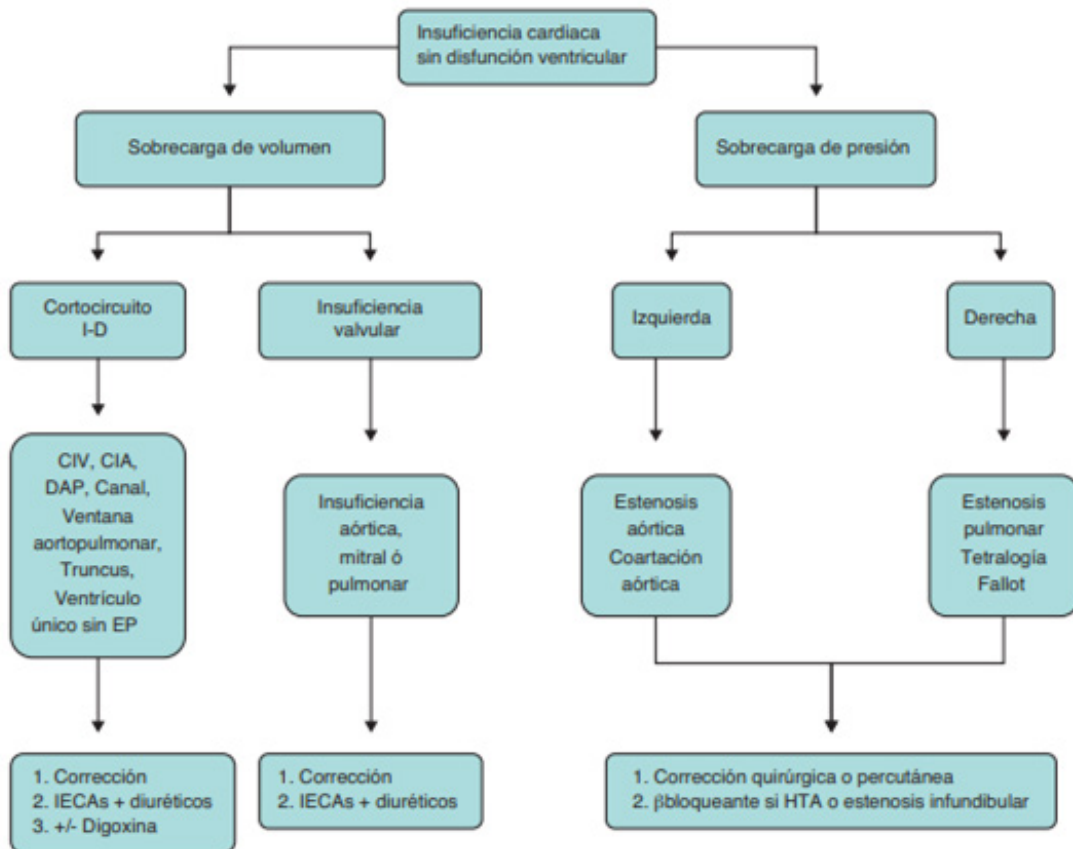 Insuficiencia cardiaca
sin disfunción ventricular
Sobrecarga de volumen
Sobrecarga de presión
Cortocircuito
I-D
Insuficiencia
valvular
Izquierda
Derecha
CIV, CIA,
DAP, Canal,
Ventana
aortopulmonar,
Truncus,
Ventrículo
único sin EP
Insuficiencia
aórtica,
mitral ó
pulmonar
Estenosis
aórtica
Coartación
aórtica
Estenosis
pulmonar
Tetralogía
Fallot
1. Corrección
2. IECAs + diuréticos
3. +/- Digoxina
1. Corrección
2. IECAs + diuréticos
1. Corrección quirúrgica o percutánea
2. βbloqueante si HTA o estenosis infundibular